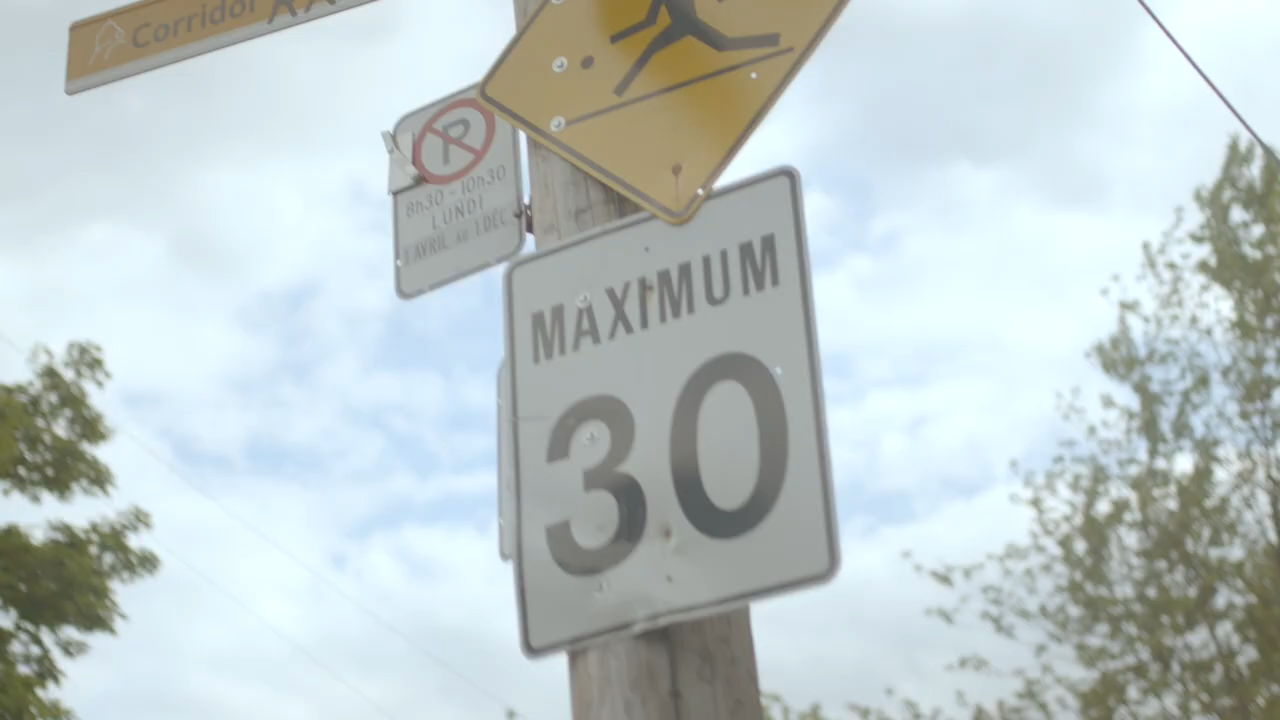 Corridor
P
8h30 - 10h30
LUNDI
1 AVRIL AU 1 DEC
MAXIMUM
30